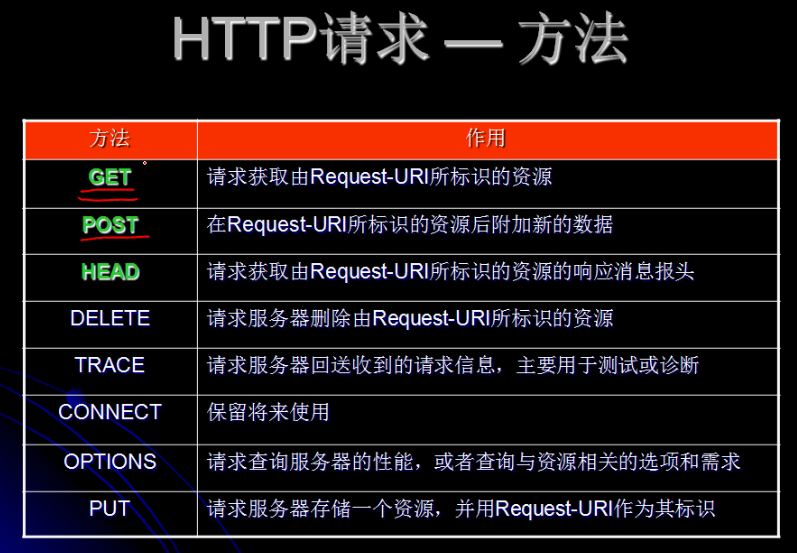 HTTP请求 — 方法
方法 作用
GET 请求获取由Request-URI所标识的资源
POST 在Request-URI所标识的资源后附加新的数据
HEAD 请求获取由Request-URI所标识的资源的响应消息报头
DELETE 请求服务器删除由Request-URI所标识的资源
TRACE 请求服务器回送收到的请求信息，主要用于测试或诊断
CONNECT 保留将来使用
OPTIONS 请求查询服务器的性能，或者查询与资源相关的选项和需求
PUT 请求服务器存储一个资源，并用Request-URI作为其标识